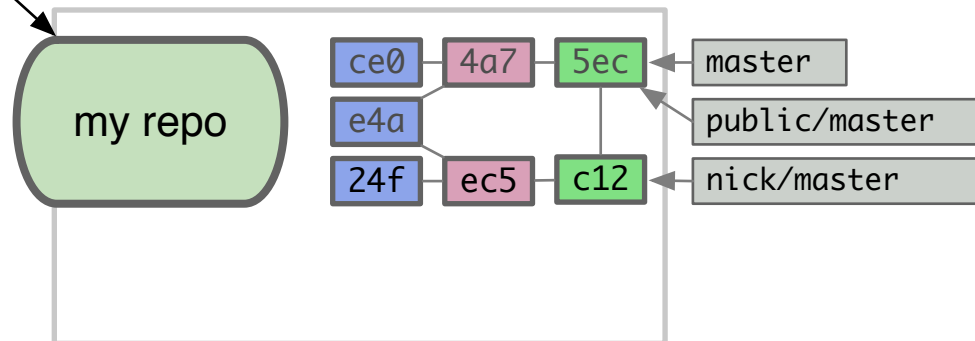 my repo
ce0 4a7 5ec master
e4a public/master
24f ec5 c12 nick/master